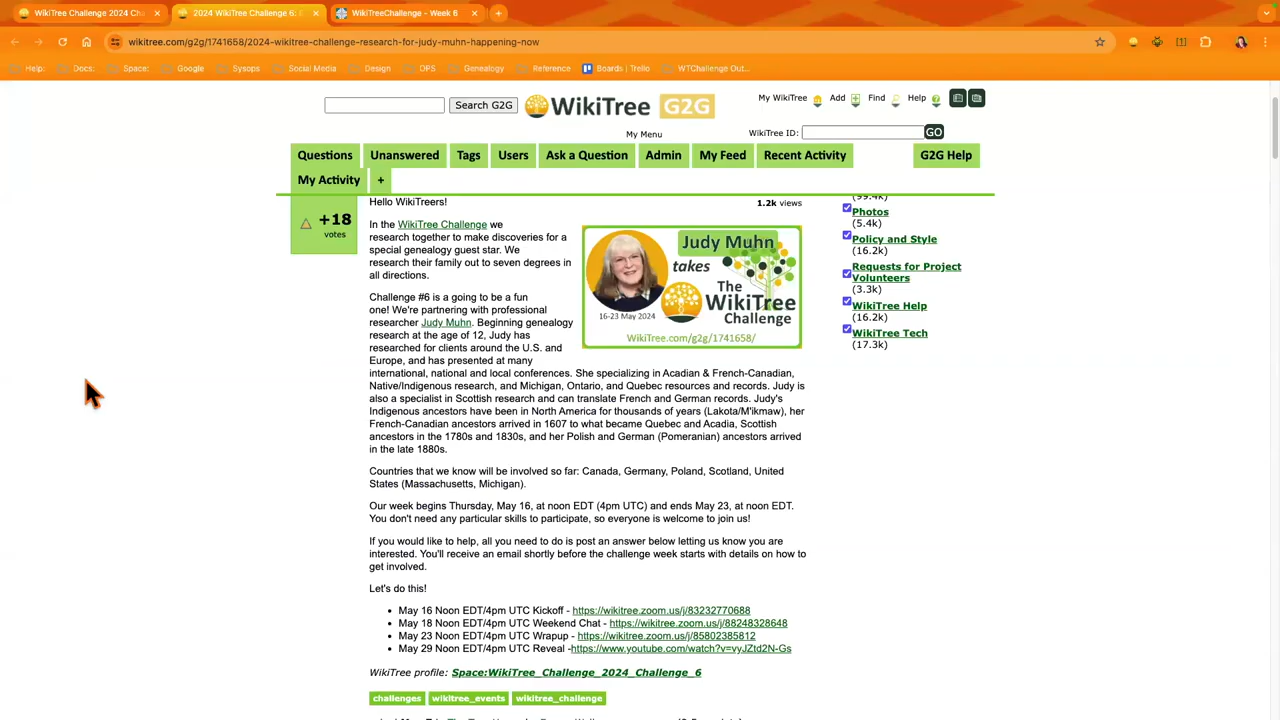 WikiTree Challenge 2024 Cha
2024 WikiTree Challenge 6:
WikiTreeChallenge - Week 6
wikitree.com/g2g/1741658/2024-wikitree-challenge-research-for-judy-muhn-happening-now
Help: Docs: Space: Google Sysops Social Media Design DPS Genealogy Reference Boards | Trello WTChallenge Out...
Search G2G WikiTree G2G
My WikiTree Add Find Help
My Menu WikiTree ID: GO
Questions Unanswered Tags Users Ask a Question Admin My Feed Recent Activity G2G Help
My Activity +
+18
votes
Hello WikiTreers!
1.2k views
In the WikiTree Challenge we
research together to make discoveries for a
special genealogy guest star. We
research their family out to seven degrees in
all directions.
Judy Muhn
takes The
WikiTree
Challenge
16-23 May 2024
WikiTree.com/g2g/1741658/
Challenge #6 is a going to be a fun
one! We're partnering with professional
researcher Judy Muhn. Beginning genealogy
research at the age of 12, Judy has
researched for clients around the U.S. and
Europe, and has presented at many
international, national and local conferences. She specializing in Acadian & French-Canadian,
Native/Indigenous research, and Michigan, Ontario, and Quebec resources and records. Judy is
also a specialist in Scottish research and can translate French and German records. Judy's
Indigenous ancestors have been in North America for thousands of years (Lakota/M'ikmaw), her
French-Canadian ancestors arrived in 1607 to what became Quebec and Acadia, Scottish
ancestors in the 1780s and 1830s, and her Polish and German (Pomeranian) ancestors arrived
in the late 1880s.
Countries that we know will be involved so far: Canada, Germany, Poland, Scotland, United
States (Massachusetts, Michigan).
Our week begins Thursday, May 16, at noon EDT (4pm UTC) and ends May 23, at noon EDT.
You don't need any particular skills to participate, so everyone is welcome to join us!
If you would like to help, all you need to do is post an answer below letting us know you are
interested. You'll receive an email shortly before the challenge week starts with details on how to
get involved.
Let's do this!
May 16 Noon EDT/4pm UTC Kickoff - https://wikitree.zoom.us/j/83232770688
May 18 Noon EDT/4pm UTC Weekend Chat - https://wikitree.zoom.us/j/88248328648
May 23 Noon EDT/4pm UTC Wrapup - https://wikitree.zoom.us/j/85802385812
May 29 Noon EDT/4pm UTC Reveal -https://www.youtube.com/watch?v=vyJZtd2N-Gs
WikiTree profile: Space:WikiTree_Challenge_2024_Challenge_6
challenges wikitree_events wikitree_challenge
(99.4k)
Photos
(5.4k)
Policy and Style
(16.2k)
Requests for Project
Volunteers
(3.3k)
WikiTree Help
(16.2k)
WikiTree Tech
(17.3k)